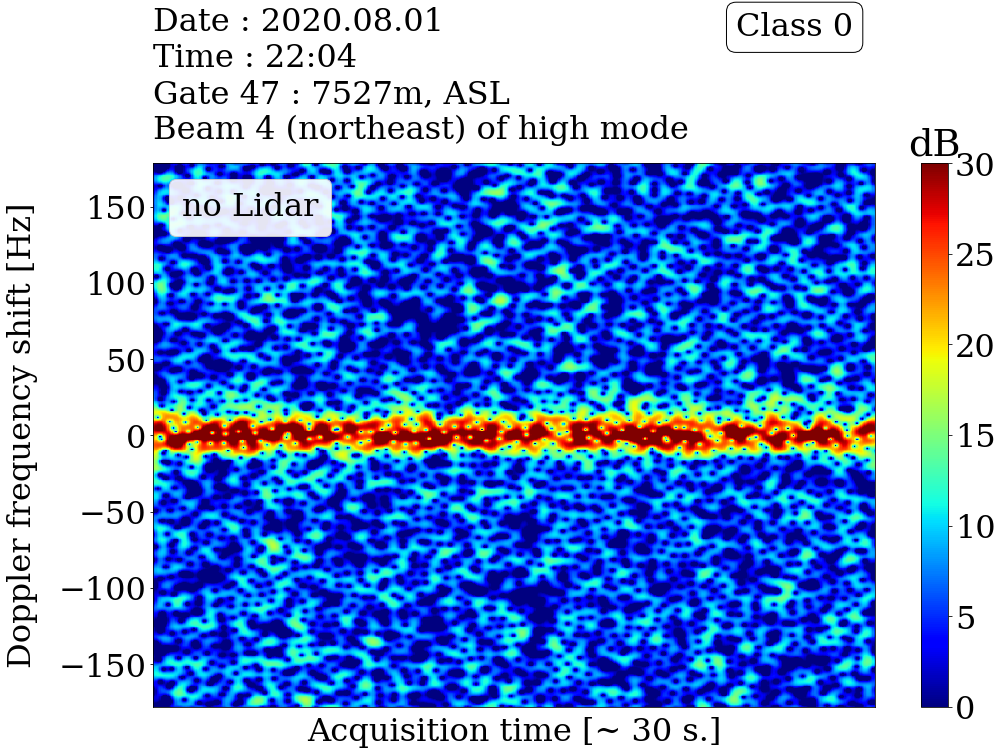 Date : 2020.08.01
Time : 22:04
Gate 47 : 7527m, ASL
Beam 4 (northeast) of high mode
Class 0
dB
no Lidar
Doppler frequency shift [Hz]
150
100
50
0
−50
−100
−150
30
25
20
15
10
5
0
Acquisition time [~ 30 s.]